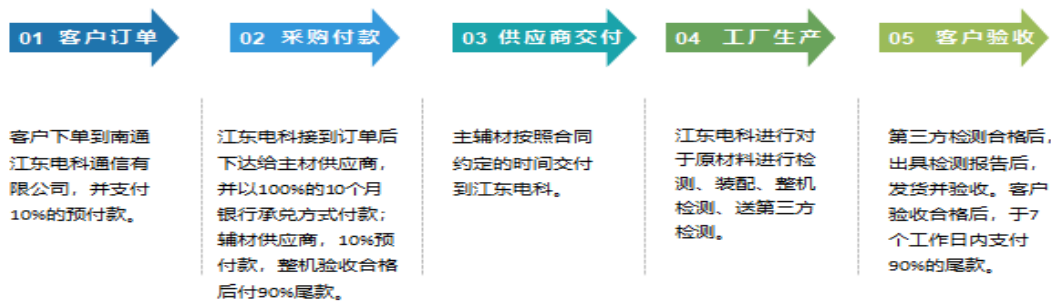 01 客户订单
02 采购付款
03 供应商交付
04 工厂生产
05 客户验收
客户下单到南通
江东电科通信有
限公司，并支付
10%的预付款。
江东电科接到订单后
下达给主材供应商，
并以100%的10个月
银行承兑方式付款；
辅材供应商，10%预
付款，整机验收合格
后付90%尾款。
主辅材按照合同
约定的时间交付
到江东电科。
江东电科进行对
于原材料进行检
测、装配、整机
检测、送第三方
检测。
第三方检测合格后，
出具检测报告后，
发货并验收。客户
验收合格后，于7
个工作日内支付
90%的尾款。